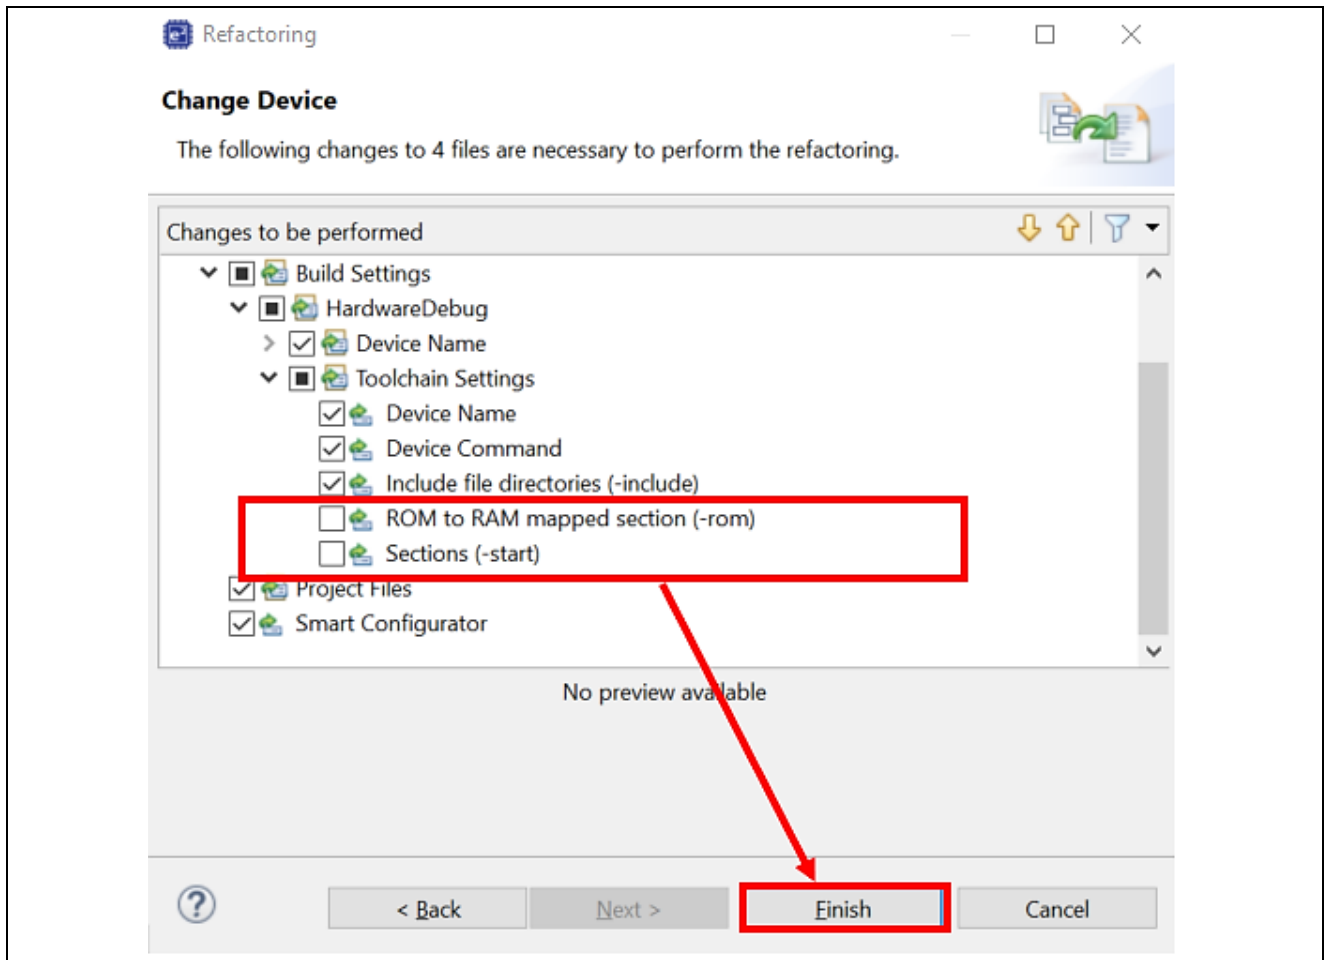 Refactoring
Change Device
The following changes to 4 files are necessary to perform the refactoring.
Changes to be performed
Build Settings
HardwareDebug
Device Name
Toolchain Settings
Device Name
Device Command
Include file directories (-include)
ROM to RAM mapped section (-rom)
Sections (-start)
Project Files
Smart Configurator
No preview available
?
< Back
Next >
Finish
Cancel